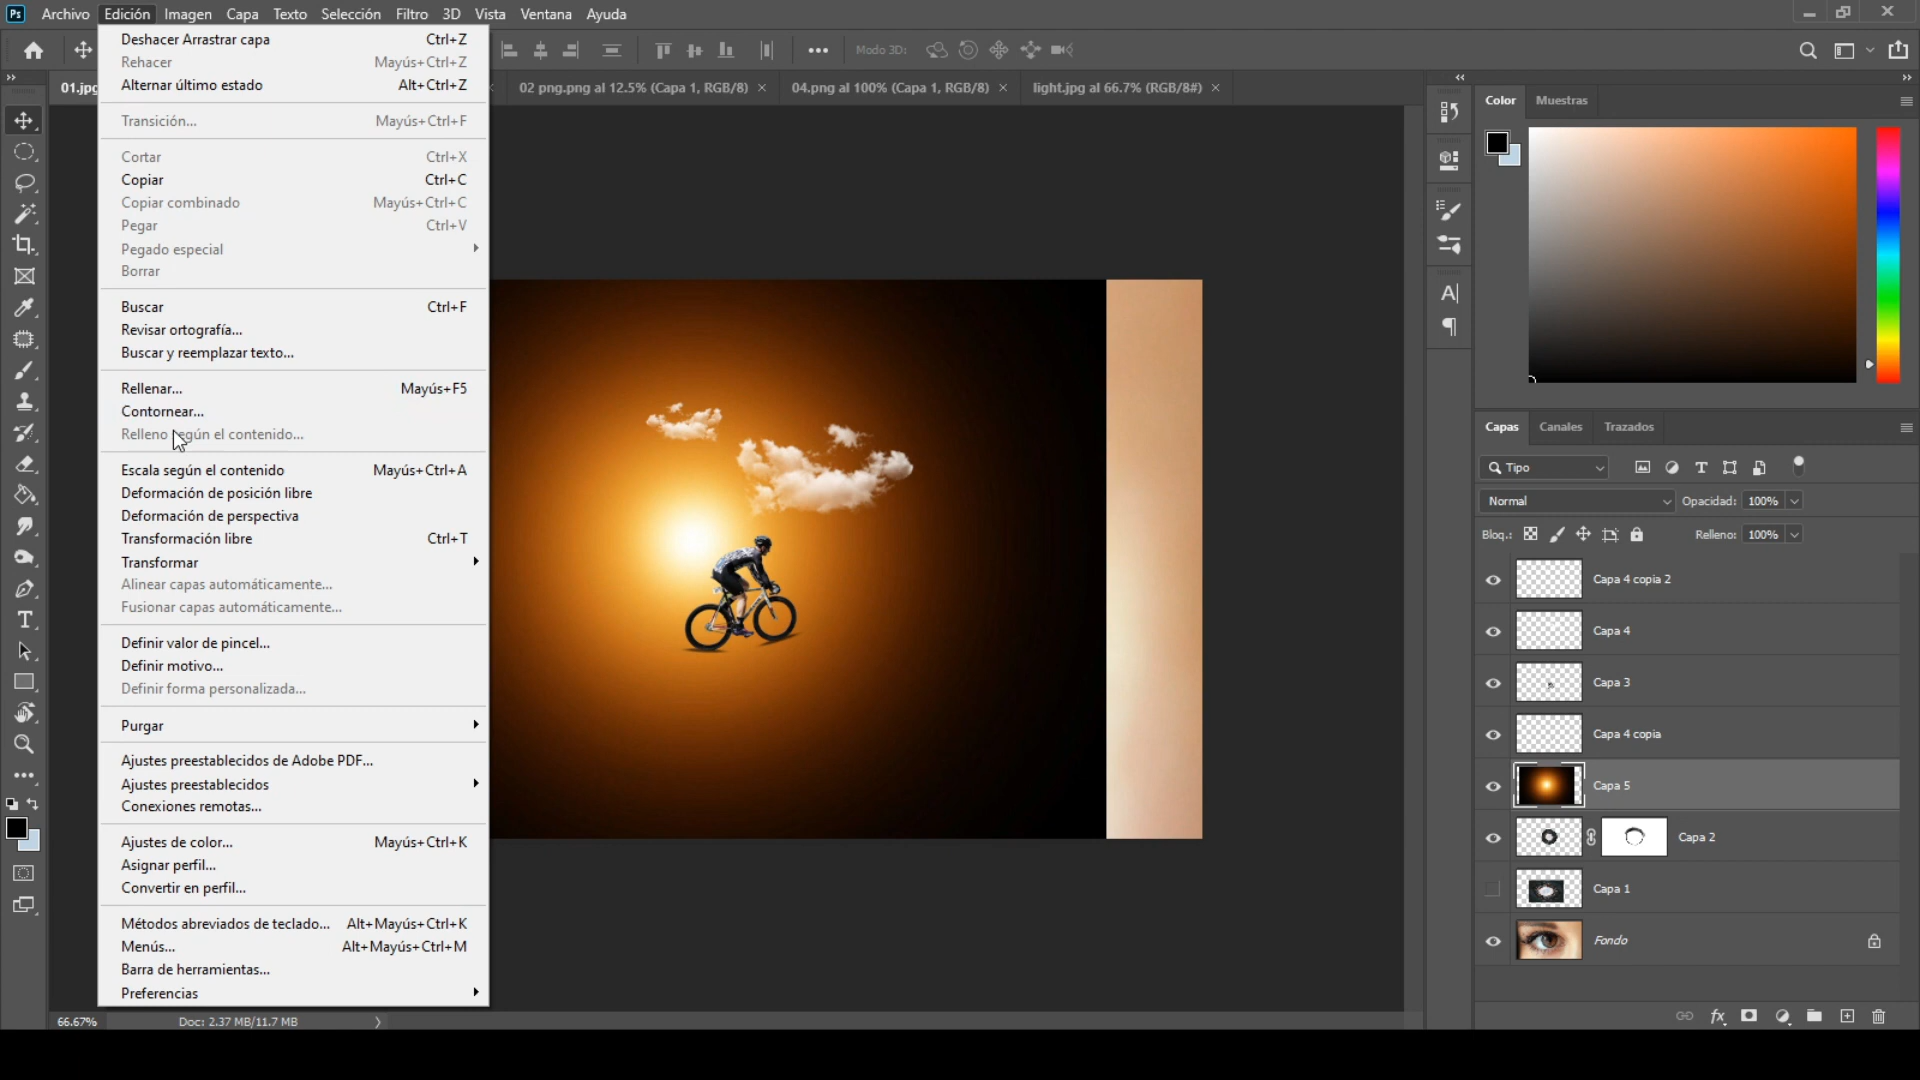 Ps Archivo Edición Imagen Capa Texto Selección Filtro 3D Vista Ventana Ayuda
Modo 3D:
01.jpg
02 png.png al 12.5% (Capa 1, RGB/8)
04.png al 100% (Capa 1, RGB/8)
light.jpg al 66.7% (RGB/8#)
Deshacer Arrastrar capa Ctrl+Z
Rehacer Mayús+Ctrl+Z
Alternar último estado Alt+Ctrl+Z
Transición... Mayús+Ctrl+F
Cortar Ctrl+X
Copiar Ctrl+C
Copiar combinado Mayús+Ctrl+C
Pegar Ctrl+V
Pegado especial
Borrar
Buscar Ctrl+F
Revisar ortografía...
Buscar y reemplazar texto...
Rellenar... Mayús+F5
Contornear...
Relleno según el contenido...
Escala según el contenido Mayús+Ctrl+A
Deformación de posición libre
Deformación de perspectiva
Transformación libre Ctrl+T
Transformar
Alinear capas automáticamente...
Fusionar capas automáticamente...
Definir valor de pincel...
Definir motivo...
Definir forma personalizada...
Purgar
Ajustes preestablecidos de Adobe PDF...
Ajustes preestablecidos
Conexiones remotas...
Ajustes de color... Mayús+Ctrl+K
Asignar perfil...
Convertir en perfil...
Métodos abreviados de teclado... Alt+Mayús+Ctrl+K
Menús... Alt+Mayús+Ctrl+M
Barra de herramientas...
Preferencias
66.67% Doc: 2.37 MB/11.7 MB
Color Muestras
Capas Canales Trazados
Tipo
Normal Opacidad: 100%
Bloq.: Relleno: 100%
Capa 4 copia 2
Capa 4
Capa 3
Capa 4 copia
Capa 5
Capa 2
Capa 1
Fondo